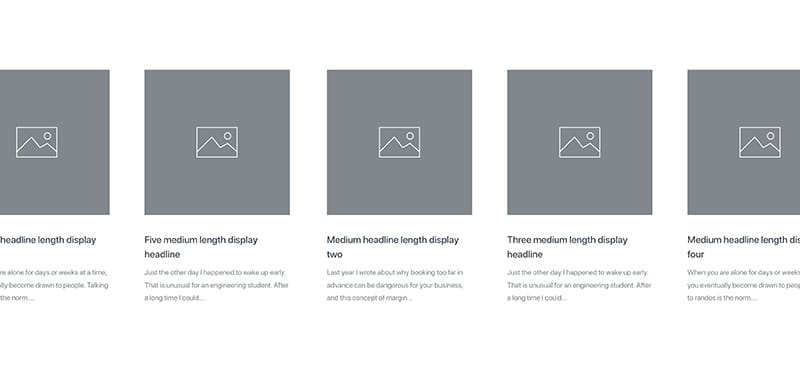 headline length display
are alone for days or weeks at a time,
become drawn to people. Talking
the norm....
Five medium length display
headline
Just the other day I happened to wake up early.
That is unusual for an engineering student. After
a long time I could...
Medium headline length display
two
Last year I wrote about why booking too far in
advance can be dangerous for your business,
and this concept of margin...
Three medium length display
headline
Just the other day I happened to wake up early.
That is unusual for an engineering student. After
a long time I could...
Medium headline length
four
When you are alone for days or weeks
you eventually become drawn to
to randos is the norm....